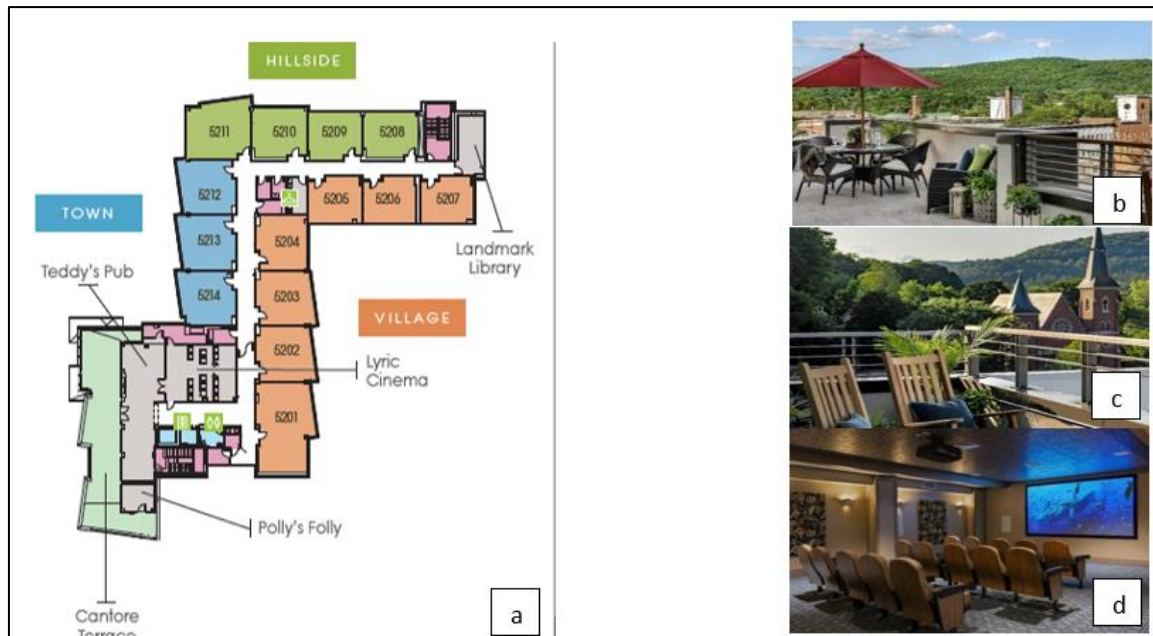 HILLSIDE
5211
5210
5209
5208
5212
5205
5206
5207
TOWN
5213
5204
Landmark
Library
Teddy's Pub
5214
5203
VILLAGE
5202
Lyric
Cinema
5201
Polly's Folly
Cantore
Terrace
a
b
c
d